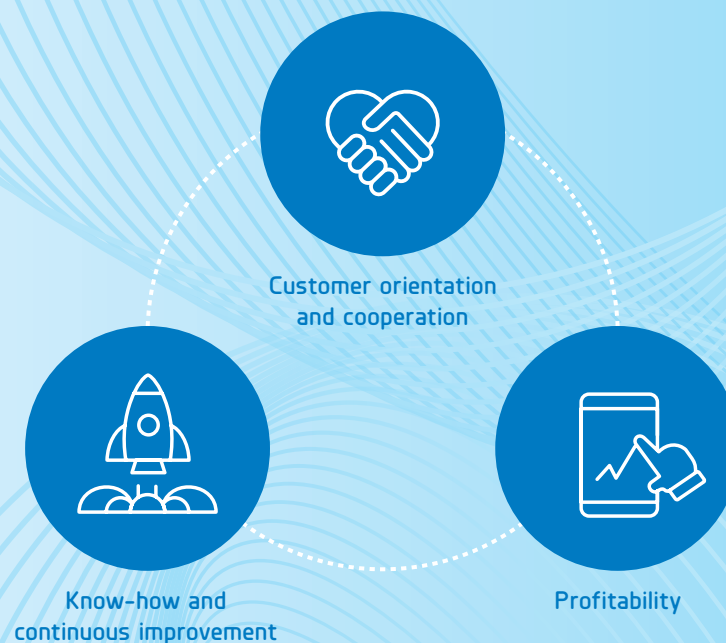 Customer orientation
and cooperation
Know-how and
continuous improvement
Profitability